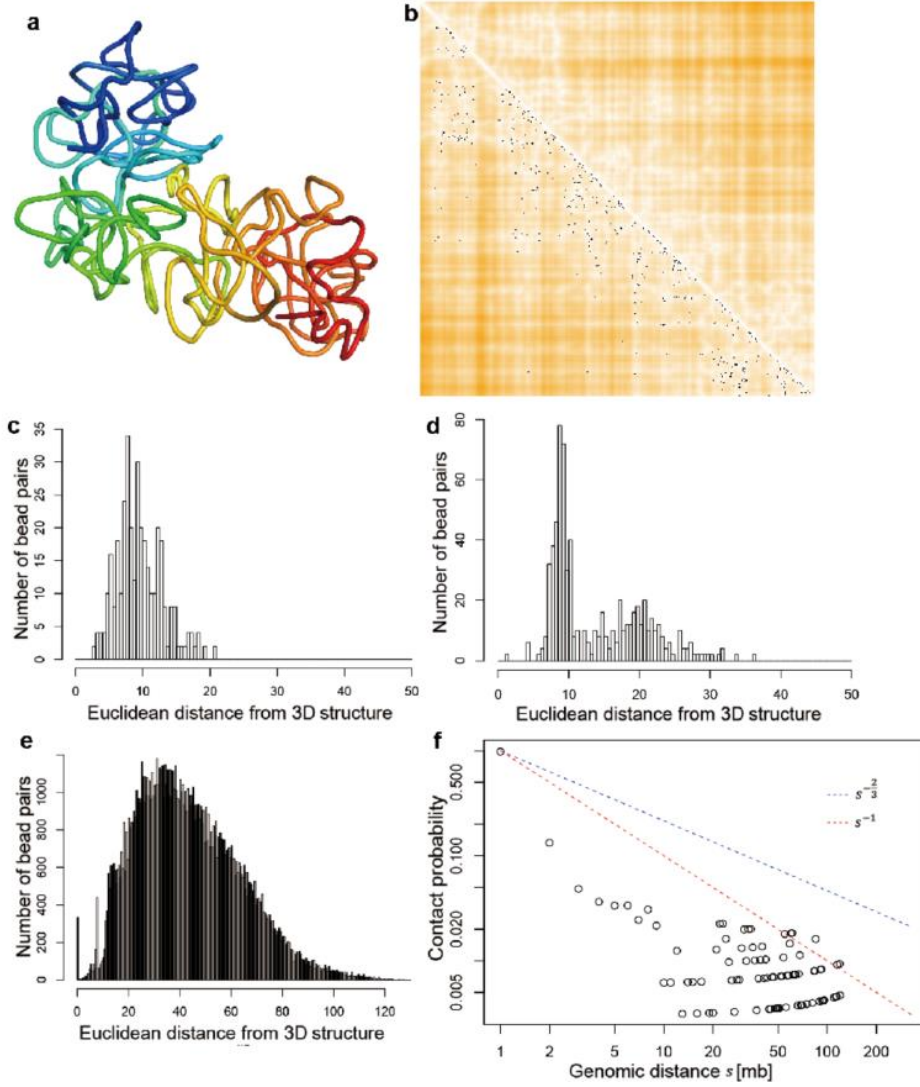 a
b
c
Number of bead pairs
0 5 10 15 20 25 30 35
0 10 20 30 40 50
Euclidean distance from 3D structure
d
Number of bead pairs
0 20 40 60 80
0 10 20 30 40 50
Euclidean distance from 3D structure
e
Number of bead pairs
0 200 400 600 800 1000
0 20 40 60 80 100 120
Euclidean distance from 3D structure
f
Contact probability
0.005 0.020 0.100 0.500
s^-2/3
s^-1
1 2 5 10 20 50 100 200
Genomic distance s [mb]